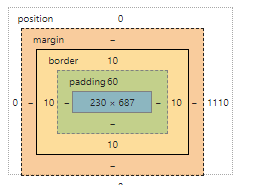 position 0
margin –
border 10
padding 60
0 – 10 – 230 × 687 – 10 – 1110
–
10
–